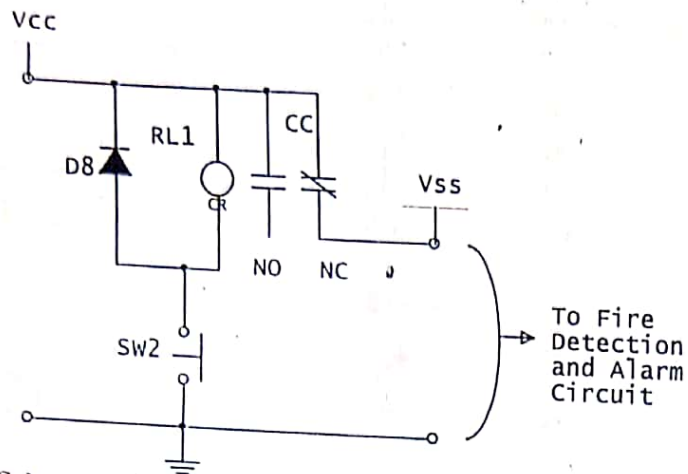 Vcc
RL1
CC
D8
CR
Vss
NO
NC
SW2
To Fire
Detection
and Alarm
Circuit